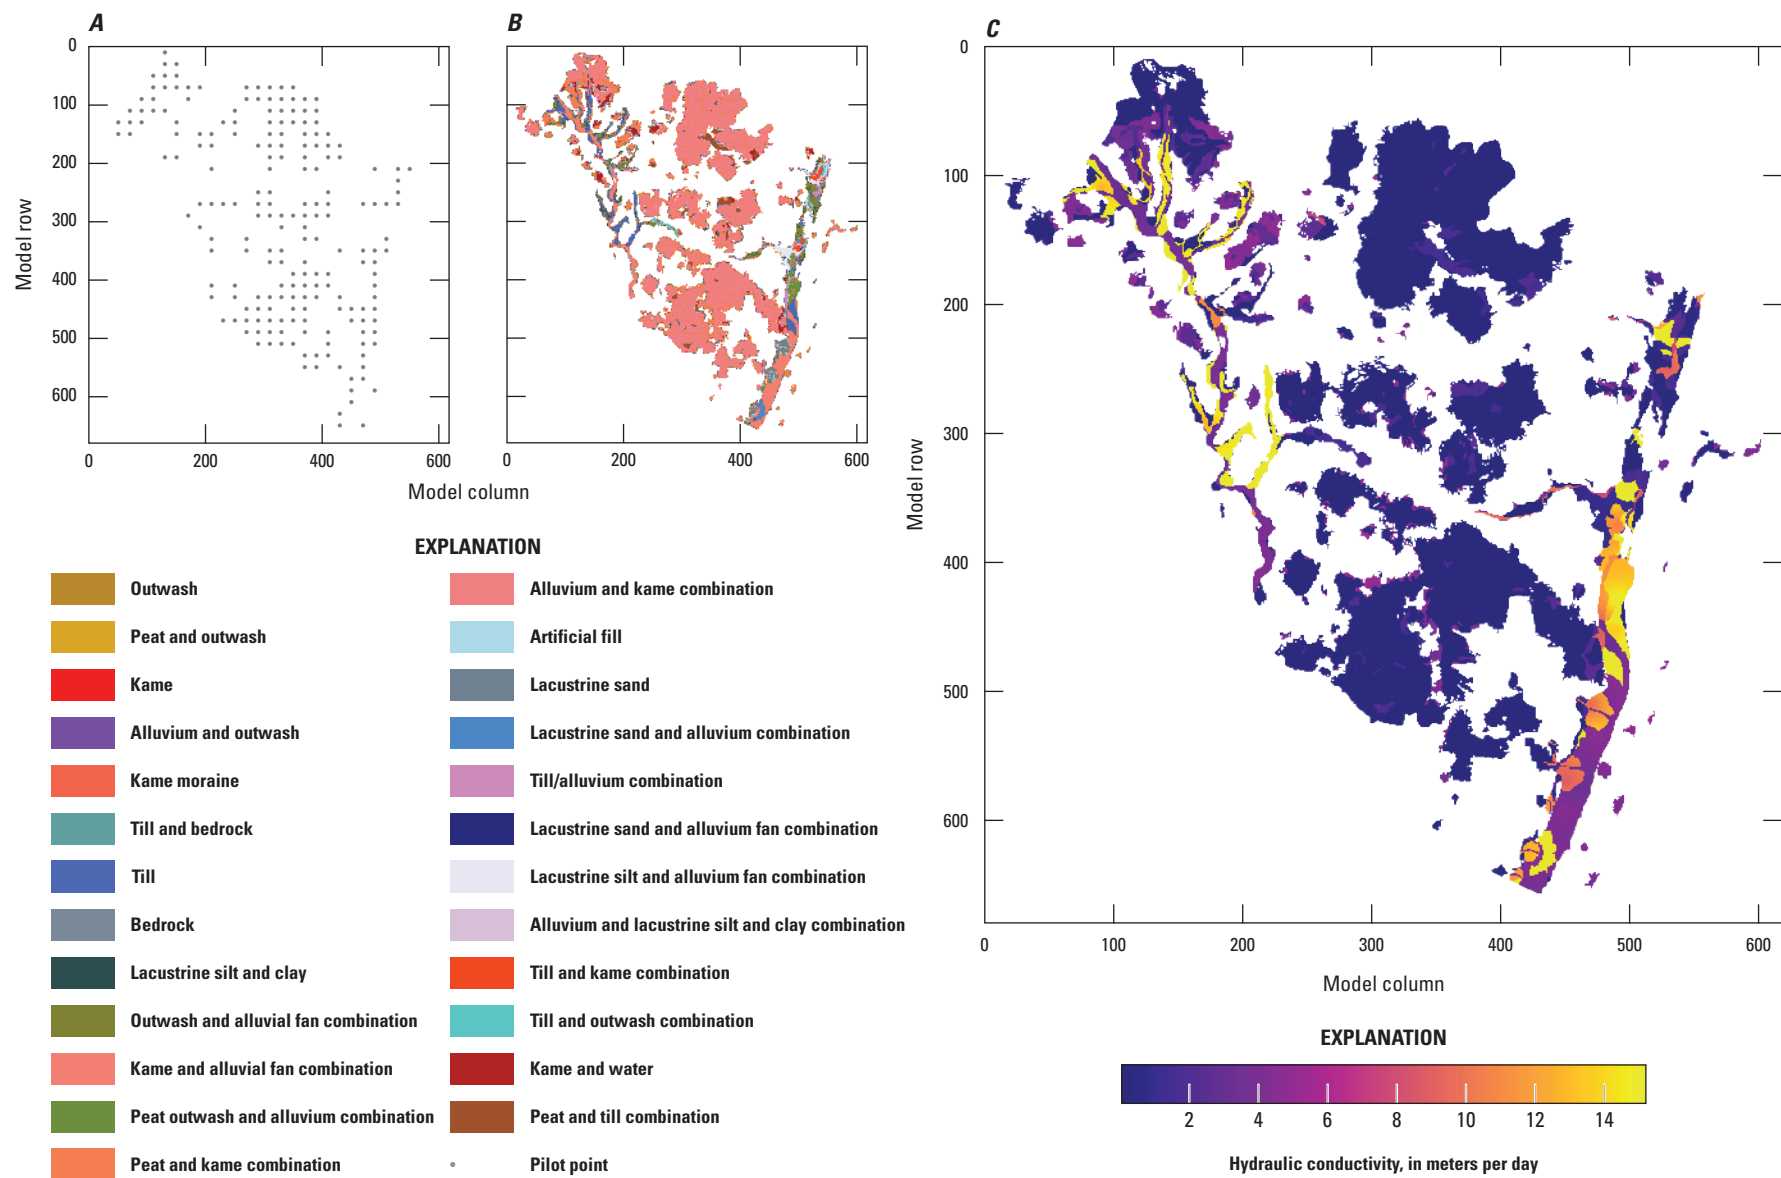 A
B
C
0
100
200
300
400
500
600
Model row
0
200
400
600
0
200
400
600
Model column
0
100
200
300
400
500
600
Model row
0
100
200
300
400
500
600
Model column
EXPLANATION
Outwash
Peat and outwash
Kame
Alluvium and outwash
Kame moraine
Till and bedrock
Till
Bedrock
Lacustrine silt and clay
Outwash and alluvial fan combination
Kame and alluvial fan combination
Peat outwash and alluvium combination
Peat and kame combination
Alluvium and kame combination
Artificial fill
Lacustrine sand
Lacustrine sand and alluvium combination
Till/alluvium combination
Lacustrine sand and alluvium fan combination
Lacustrine silt and alluvium fan combination
Alluvium and lacustrine silt and clay combination
Till and kame combination
Till and outwash combination
Kame and water
Peat and till combination
Pilot point
EXPLANATION
2 4 6 8 10 12 14
Hydraulic conductivity, in meters per day